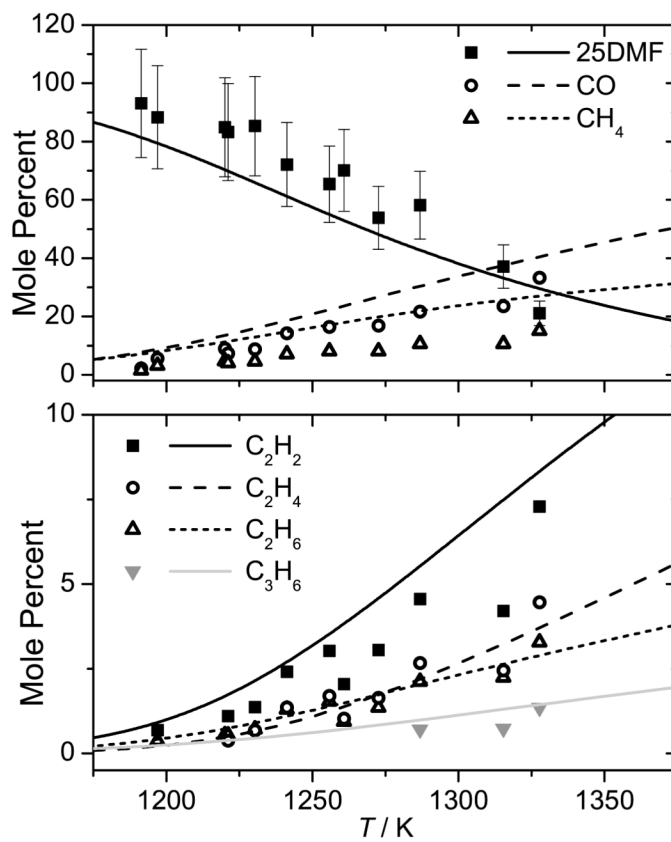 120
100
80
60
40
20
0
Mole Percent
25DMF
CO
CH₄
10
5
0
Mole Percent
C₂H₂
C₂H₄
C₂H₆
C₃H₆
1200 1250 1300 1350
T / K